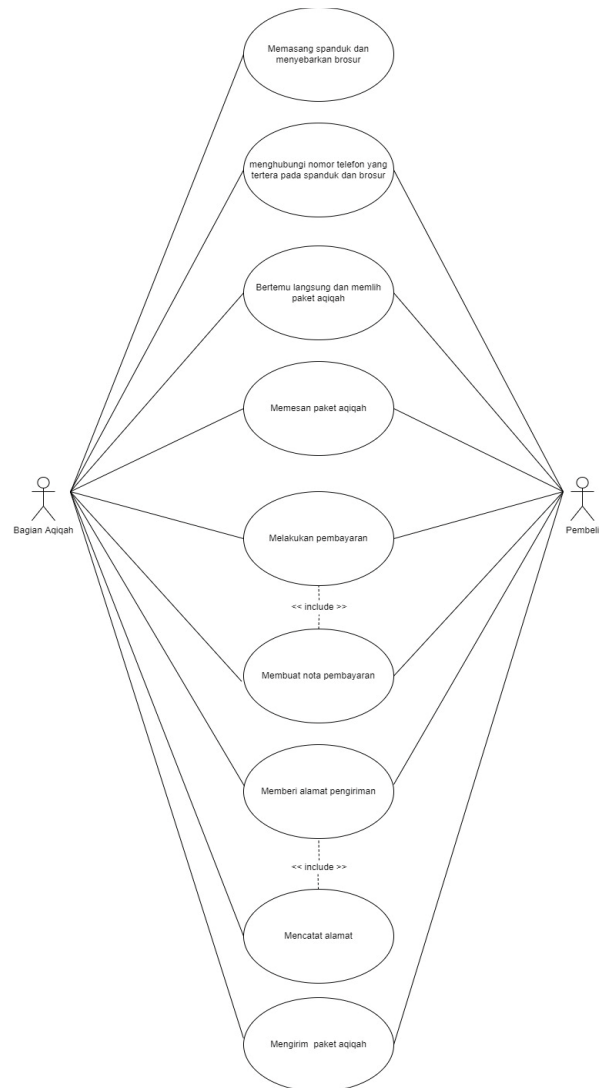 Memasang spanduk dan
menyebarkan brosur
menghubungi nomor telefon yang
tertera pada spanduk dan brosur
Bertemu langsung dan memlih
paket aqiqah
Memesan paket aqiqah
Bagian Aqiqah
Pembeli
Melakukan pembayaran
<< include >>
Membuat nota pembayaran
Memberi alamat pengiriman
<< include >>
Mencatat alamat
Mengirim paket aqiqah